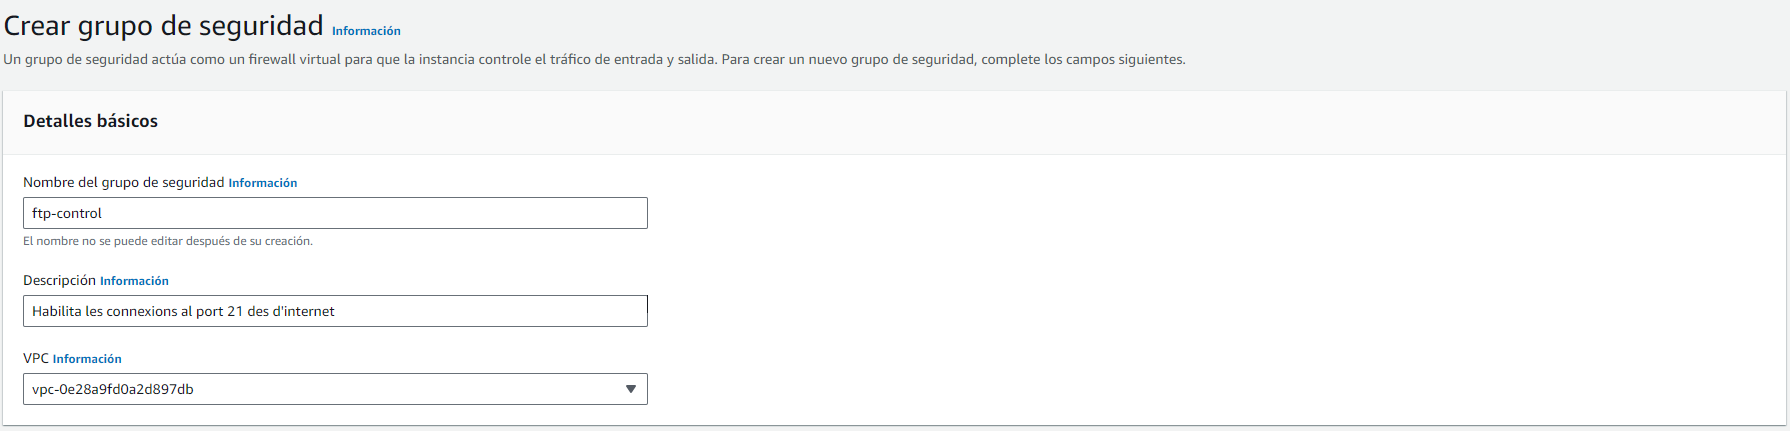 Crear grupo de seguridad Información
Un grupo de seguridad actúa como un firewall virtual para que la instancia controle el tráfico de entrada y salida. Para crear un nuevo grupo de seguridad, complete los campos siguientes.
Detalles básicos
Nombre del grupo de seguridad Información
ftp-control
El nombre no se puede editar después de su creación.
Descripción Información
Habilita les connexions al port 21 des d'internet
VPC Información
vpc-0e28a9fd0a2d897db